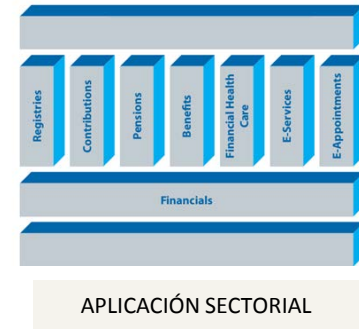 Registries
Contributions
Pensions
Benefits
Financial Health
Care
E-Services
E-Appointments
Financials
APLICACIÓN SECTORIAL